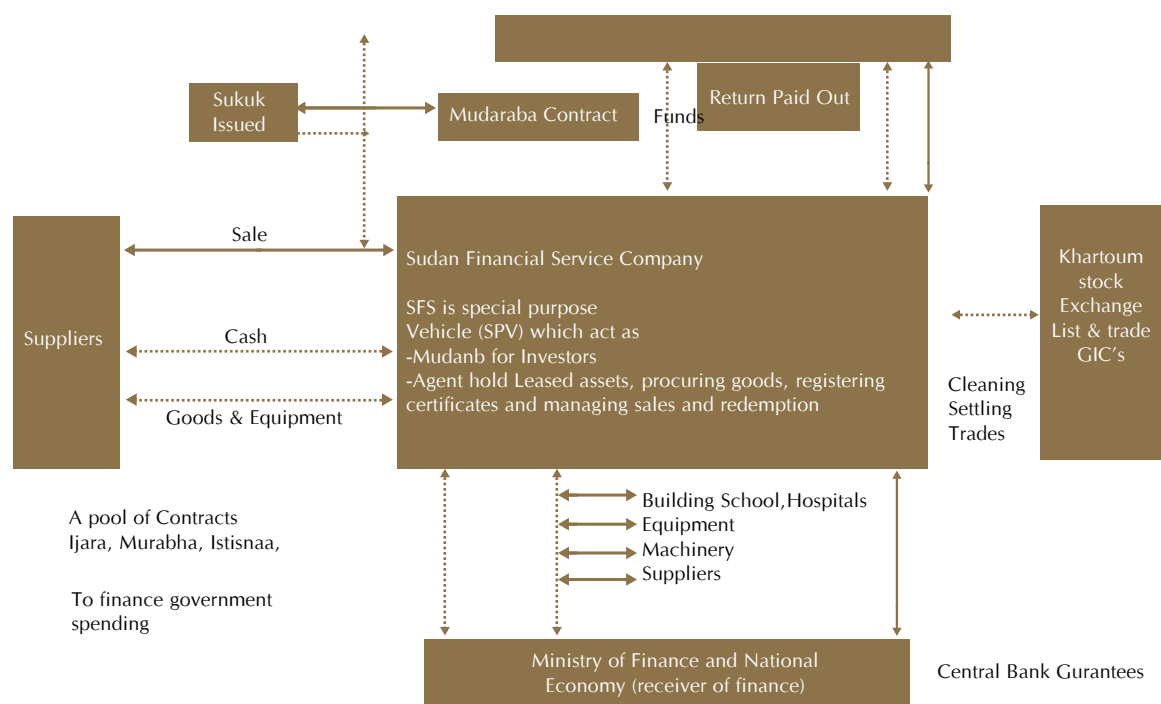 Sukuk
Issued
Mudaraba Contract
Funds
Return Paid Out
Suppliers
Sale
Cash
Goods & Equipment
Sudan Financial Service Company
SFS is special purpose
Vehicle (SPV) which act as
-Mudanb for Investors
-Agent hold Leased assets, procuring goods, registering
certificates and managing sales and redemption
Khartoum
stock
Exchange
List & trade
GIC's
Cleaning
Settling
Trades
A pool of Contracts
Ijara, Murabha, Istisnaa,
To finance government
spending
Building School,Hospitals
Equipment
Machinery
Suppliers
Ministry of Finance and National
Economy (receiver of finance)
Central Bank Gurantees